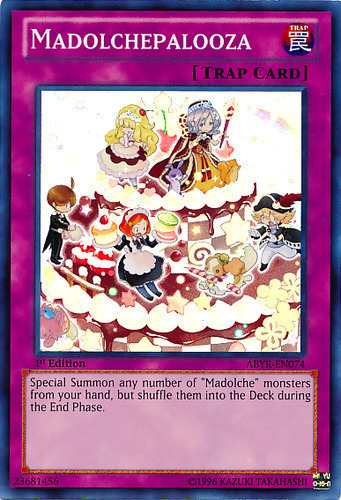 MADOLCHEPALOOZA
TRAP
罠
[TRAP CARD]
1st Edition
ABYR-EN074
Special Summon any number of "Madolche" monsters
from your hand, but shuffle them into the Deck during
the End Phase.
23681456
©1996 KAZUKI TAKAHASHI